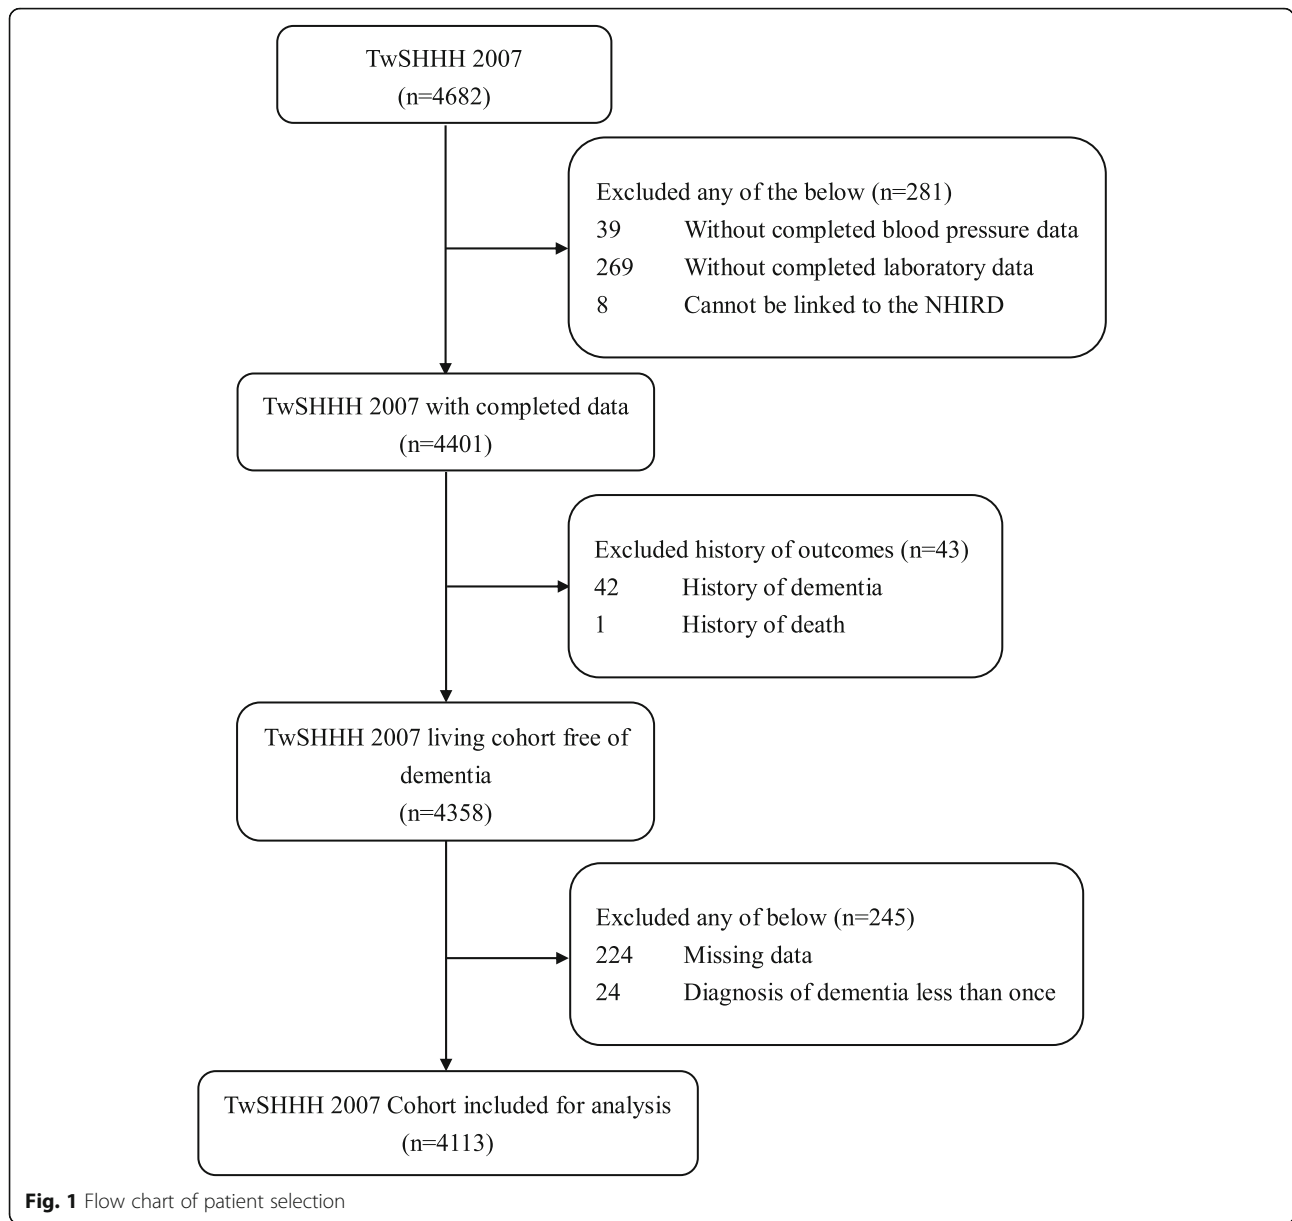 TwSHHH 2007
(n=4682)
Excluded any of the below (n=281)
39 Without completed blood pressure data
269 Without completed laboratory data
8 Cannot be linked to the NHIRD
TwSHHH 2007 with completed data
(n=4401)
Excluded history of outcomes (n=43)
42 History of dementia
1 History of death
TwSHHH 2007 living cohort free of
dementia
(n=4358)
Excluded any of below (n=245)
224 Missing data
24 Diagnosis of dementia less than once
TwSHHH 2007 Cohort included for analysis
(n=4113)
Fig. 1 Flow chart of patient selection